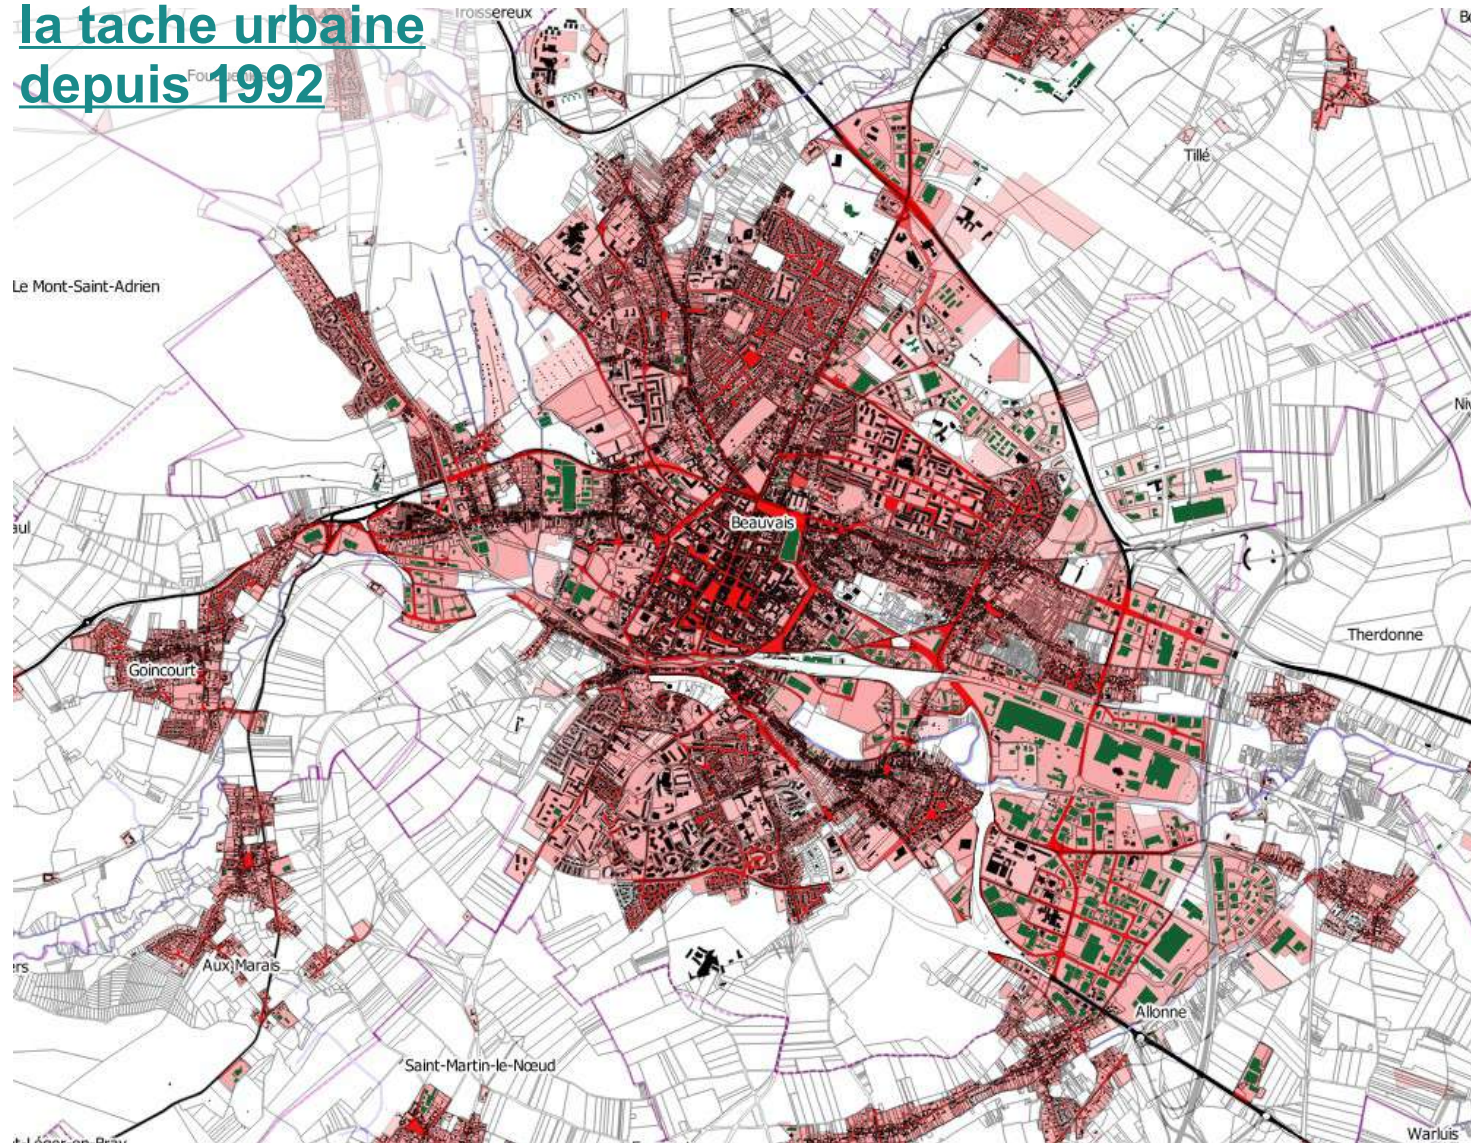 la tache urbaine
depuis 1992
Troissereux
Tillé
Le Mont-Saint-Adrien
Beauvais
Therdonne
Goincourt
Aux Marais
Allonne
Saint-Martin-le-Nœud
Warluis